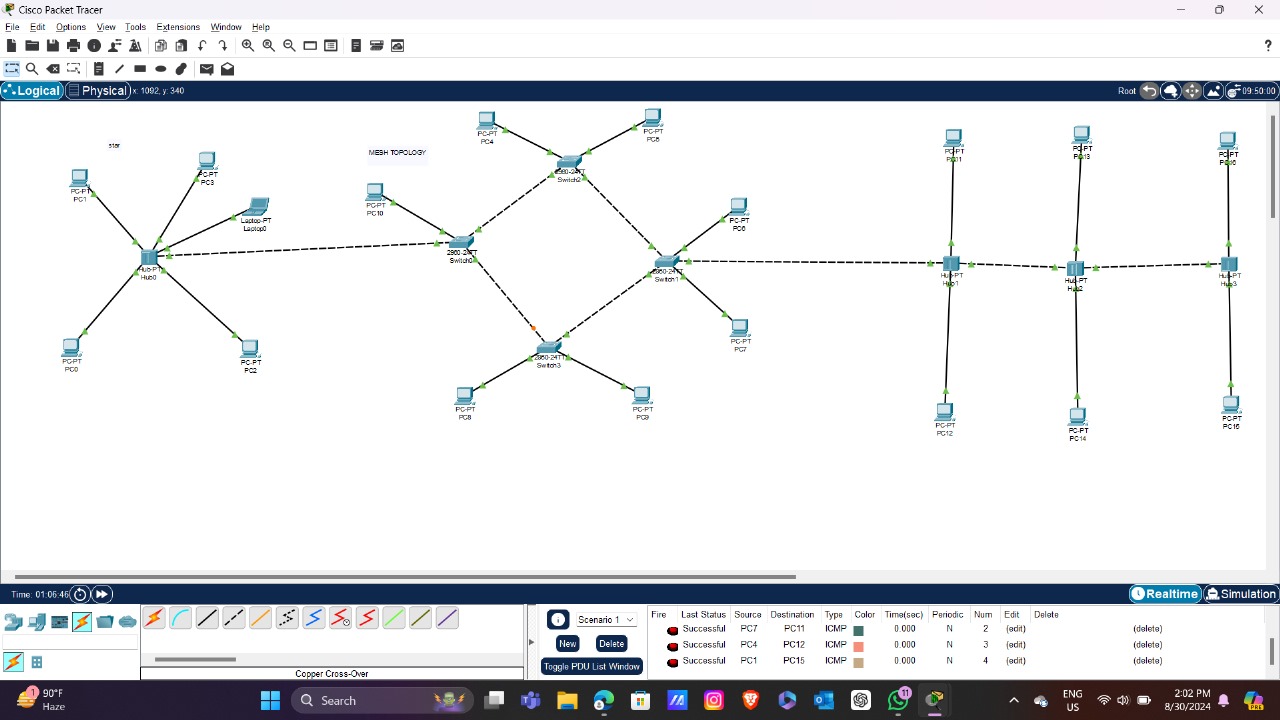 Cisco Packet Tracer
File Edit Options View Tools Extensions Window Help
Logical Physical x: 1092, y: 340 Root 09:50:00
star
MESH TOPOLOGY
PC-PT
PC1
PC-PT
PC3
Laptop-PT
Laptop0
Hub-PT
Hub0
PC-PT
PC0
PC-PT
PC2
PC-PT
PC10
PC-PT
PC4
PC-PT
2960-24TT
Switch2
2960-24TT
PC-PT
PC6
2960-24TT
Switch1
PC-PT
PC7
2960-24TT
Switch3
PC-PT
PC8
PC-PT
PC9
PC-PT
PC11
PC-PT
PC13
PC-PT
Hub-PT
Hub1
Hub-PT
Hub2
Hub-PT
Hub3
PC-PT
PC12
PC-PT
PC14
PC-PT
Time: 01:06:46 Realtime Simulation
Copper Cross-Over
Scenario 1
New Delete
Toggle PDU List Window
Fire Last Status Source Destination Type Color Time(sec) Periodic Num Edit Delete
Successful PC7 PC11 ICMP 0.000 N 2 (edit) (delete)
Successful PC4 PC12 ICMP 0.000 N 3 (edit) (delete)
Successful PC1 PC15 ICMP 0.000 N 4 (edit) (delete)
1
90°F
Haze
Search
11
ENG
US
2:02 PM
8/30/2024
PRE